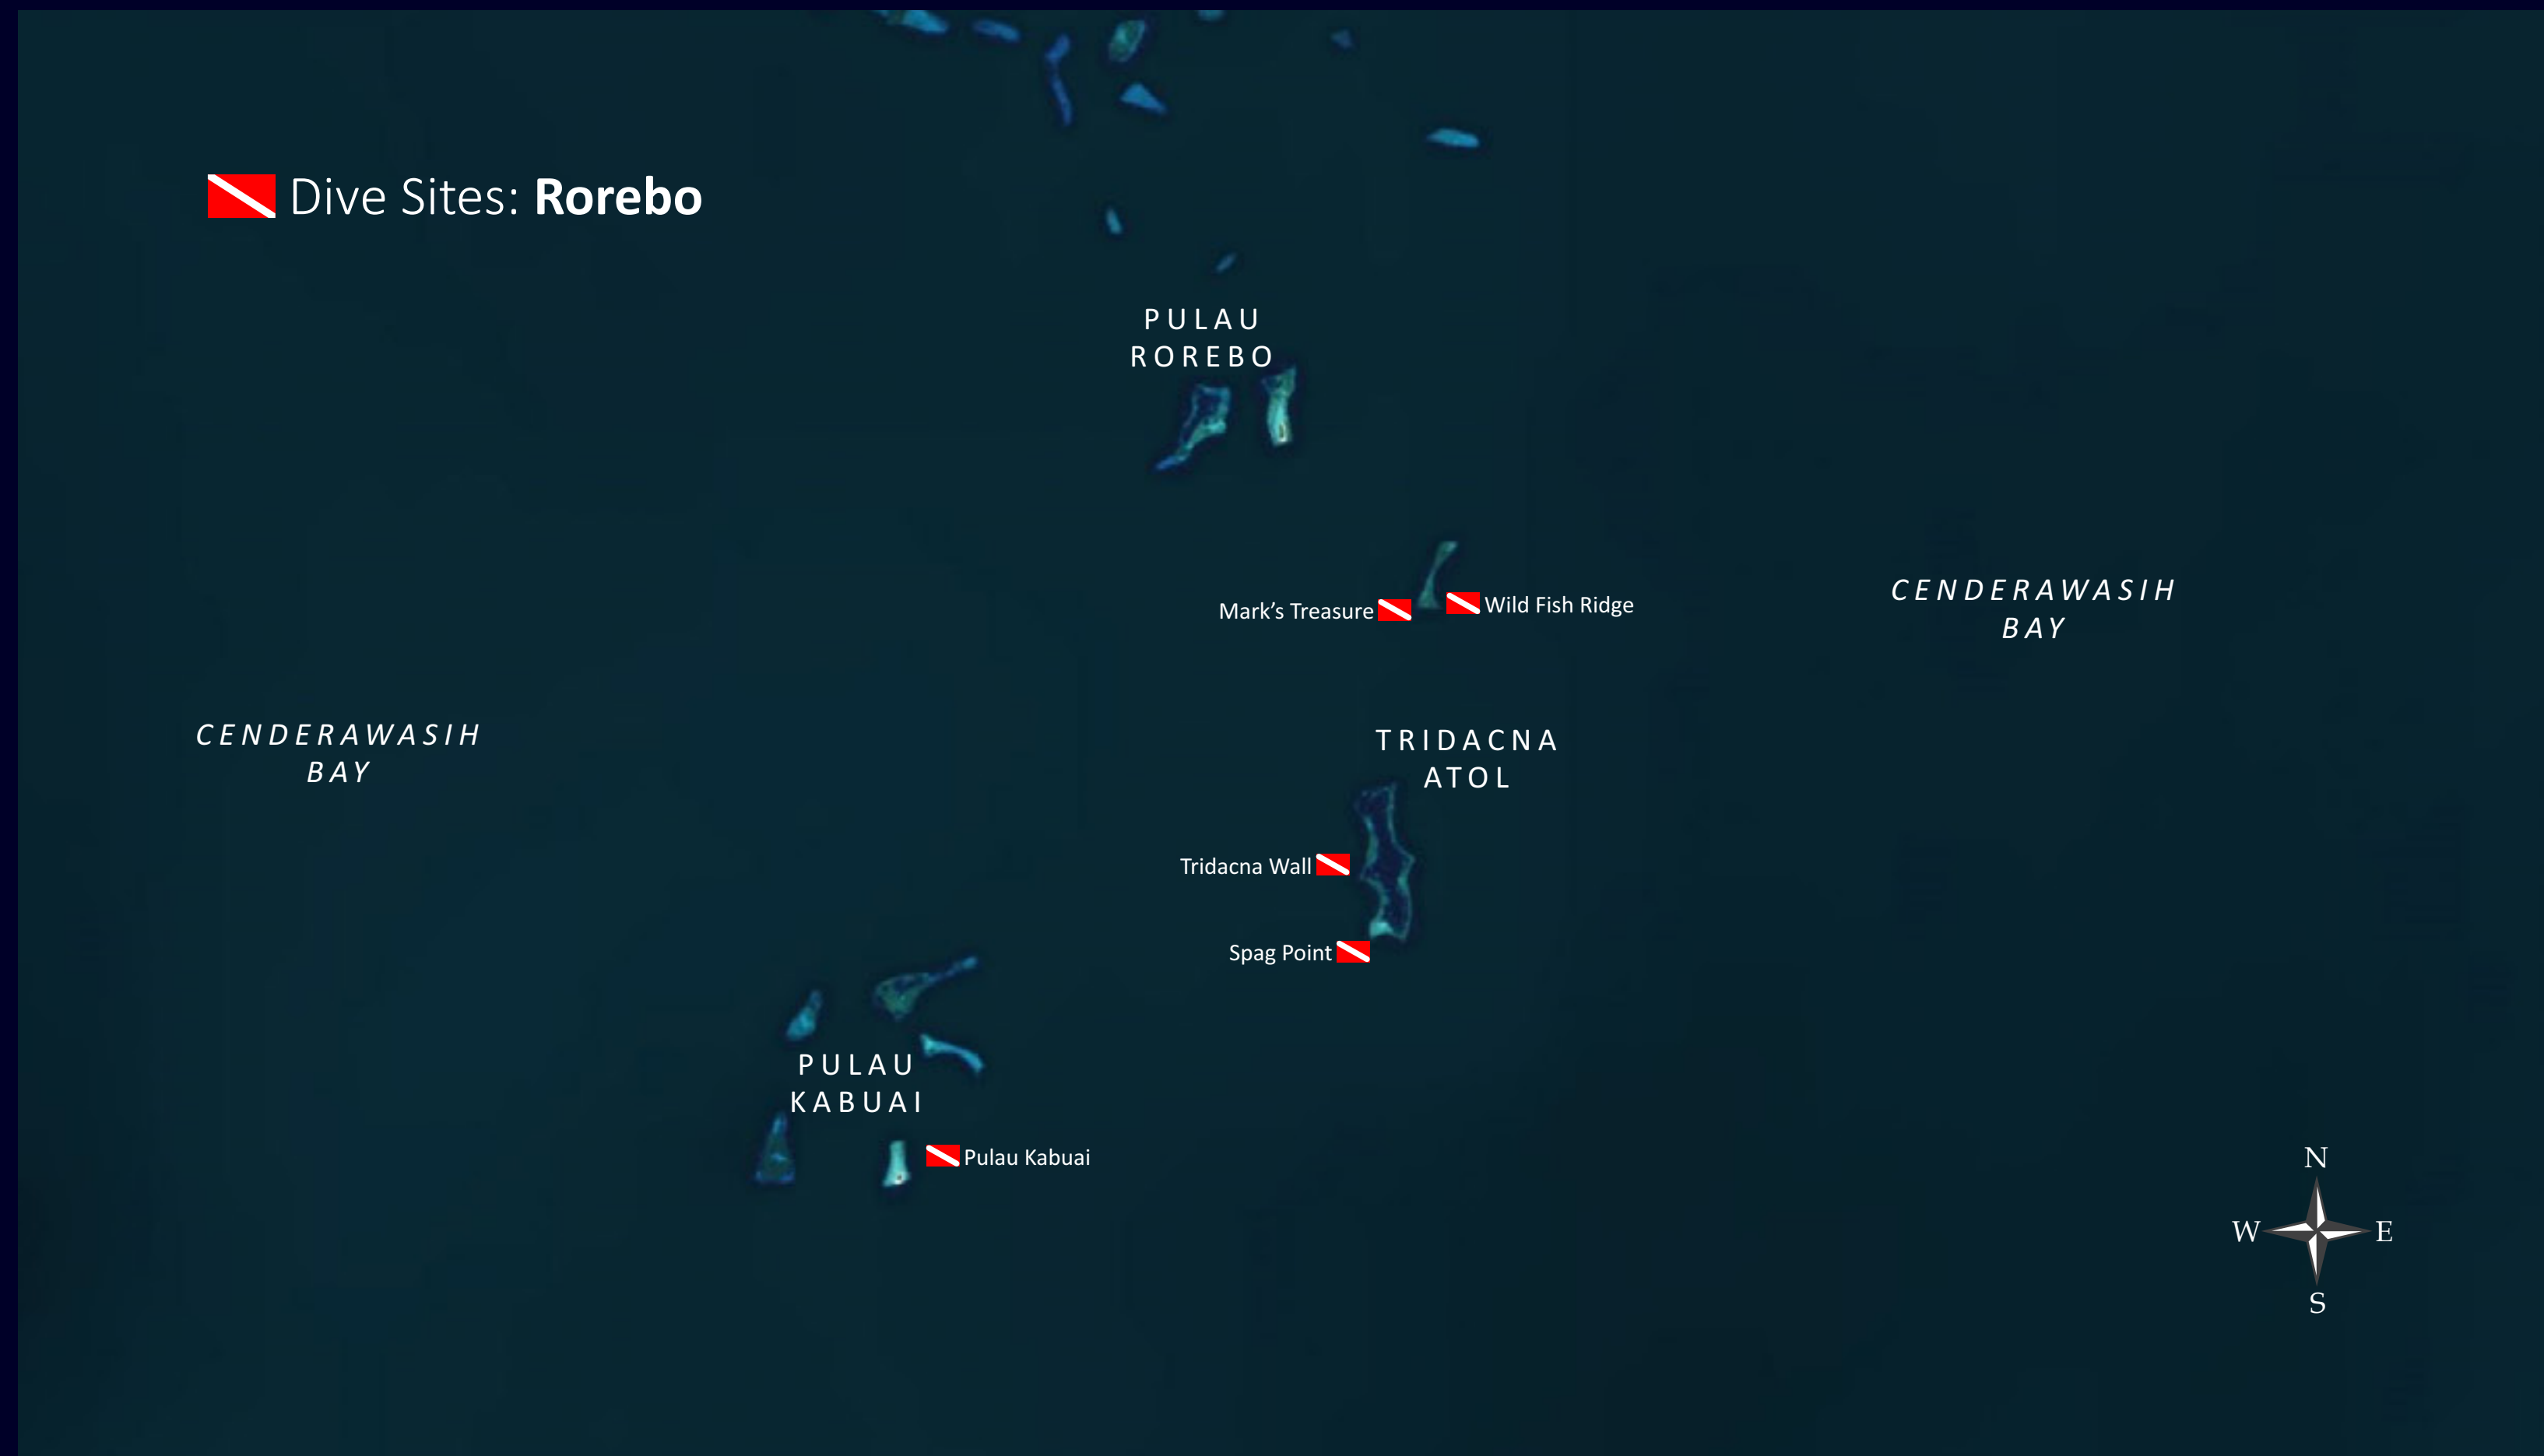 Dive Sites: Rorebo
PULAU
ROREBO
Mark’s Treasure
Wild Fish Ridge
CENDERAWASIH
BAY
CENDERAWASIH
BAY
TRIDACNA
ATOL
Tridacna Wall
Spag Point
PULAU
KABUAI
Pulau Kabuai
N
W
E
S